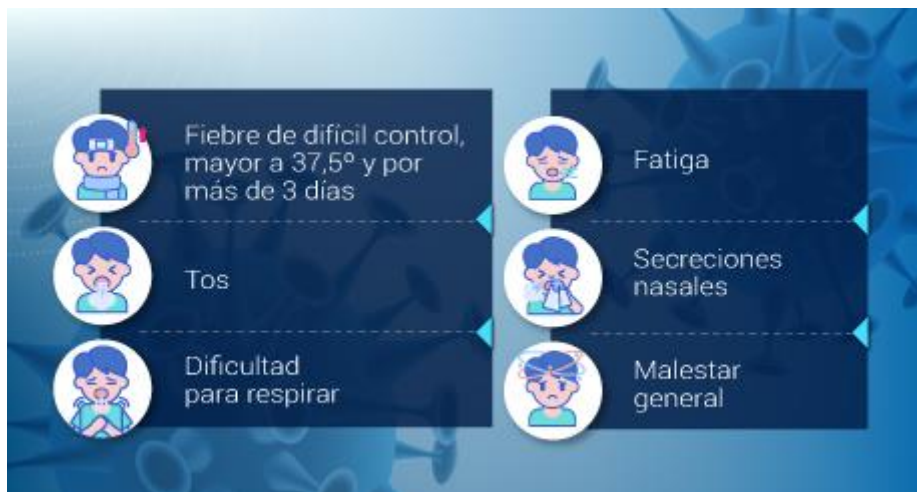 Fiebre de difícil control,
mayor a 37,5º y por
más de 3 días
Tos
Dificultad
para respirar
Fatiga
Secreciones
nasales
Malestar
general